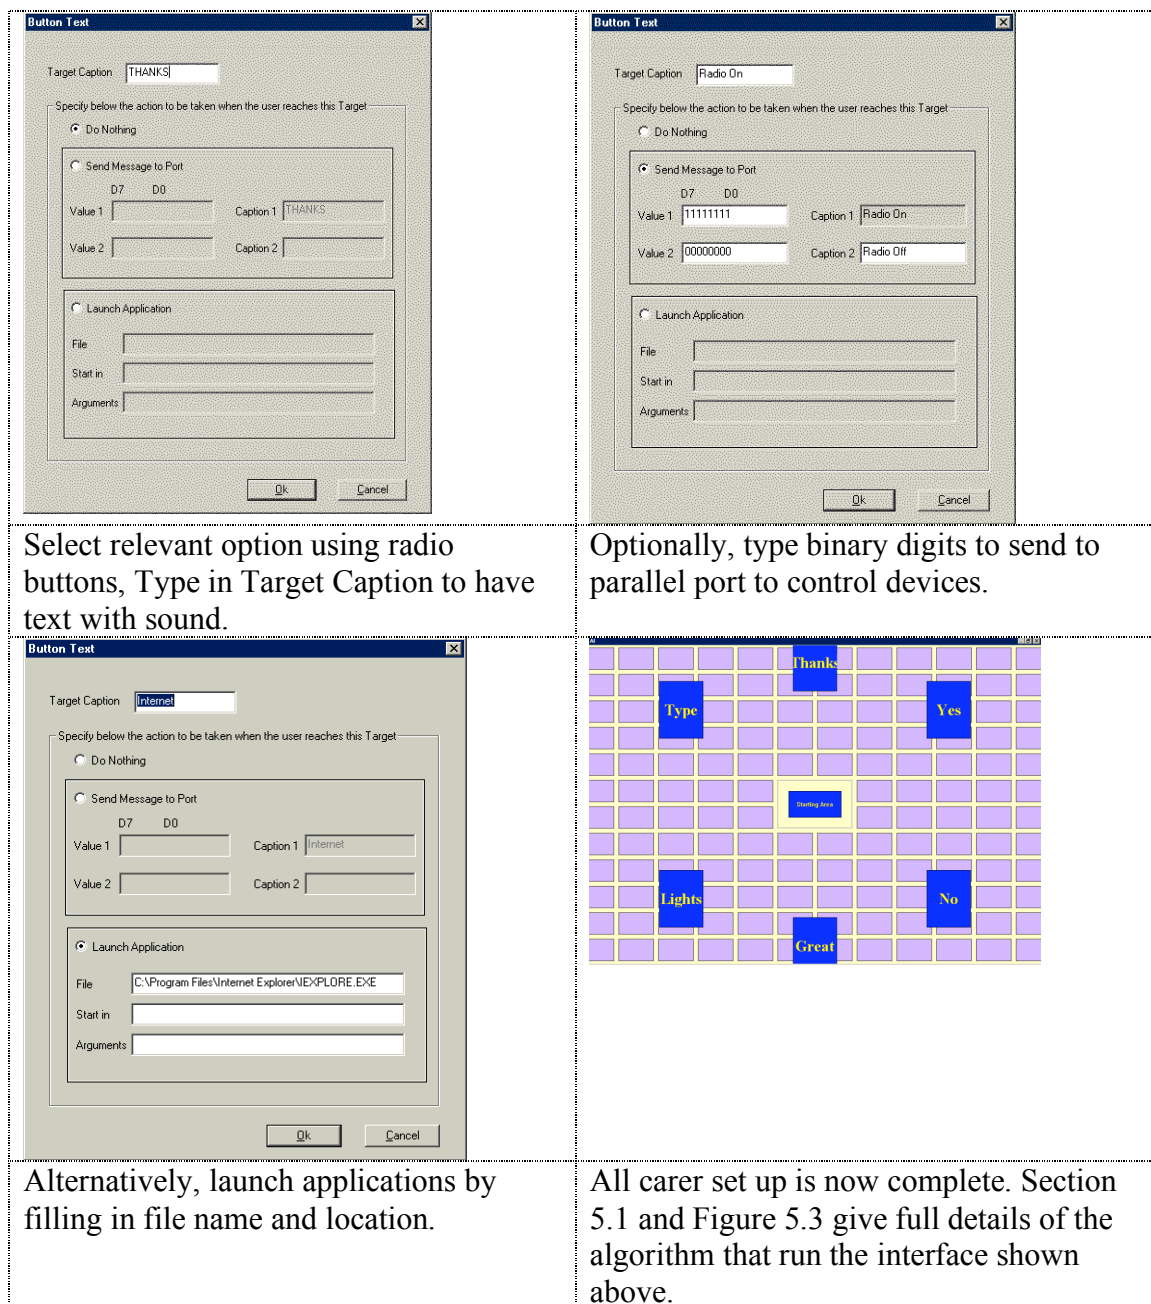 Button Text
Target Caption THANKS
Specify below the action to be taken when the user reaches this Target
Do Nothing
Send Message to Port
D7 D0
Value 1 Caption 1 THANKS
Value 2 Caption 2
Launch Application
File
Start in
Arguments
Ok Cancel
Button Text
Target Caption Radio On
Specify below the action to be taken when the user reaches this Target
Do Nothing
Send Message to Port
D7 D0
Value 1 11111111 Caption 1 Radio On
Value 2 00000000 Caption 2 Radio Off
Launch Application
File
Start in
Arguments
Ok Cancel
Select relevant option using radio
buttons, Type in Target Caption to have
text with sound.
Optionally, type binary digits to send to
parallel port to control devices.
Button Text
Target Caption Internet
Specify below the action to be taken when the user reaches this Target
Do Nothing
Send Message to Port
D7 D0
Value 1 Caption 1 Internet
Value 2 Caption 2
Launch Application
File C:\Program Files\Internet Explorer\IEXPLORE.EXE
Start in
Arguments
Ok Cancel
Thanks
Type Yes
Starting Area
Lights No
Great
Alternatively, launch applications by
filling in file name and location.
All carer set up is now complete. Section
5.1 and Figure 5.3 give full details of the
algorithm that run the interface shown
above.